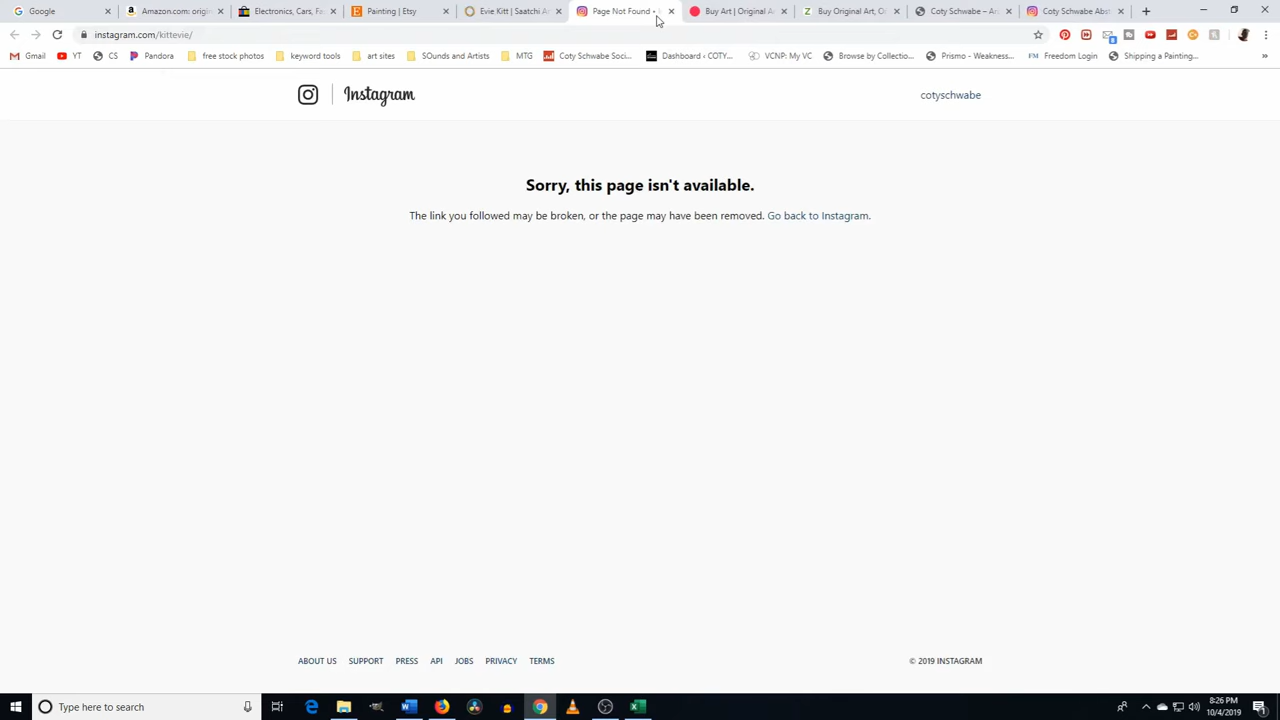 Google
Amazon.com: origi
Electronics, Cars, Fa
Painting | Etsy
Evie Kitt | Saatchi A
Page Not Found •
Buy Art | Original A
Buy Original Art, O
Coty Schwabe – A
Coty Schwabe Abst
instagram.com/kittevie/
Gmail
YT
CS
Pandora
free stock photos
keyword tools
art sites
SOunds and Artists
MTG
Coty Schwabe Soci...
Dashboard ‹ COTY...
VCNP: My VC
Browse by Collectio...
Prismo - Weakness...
Freedom Login
Shipping a Painting...
»
Instagram
cotyschwabe
Sorry, this page isn't available.
The link you followed may be broken, or the page may have been removed. Go back to Instagram.
ABOUT US SUPPORT PRESS API JOBS PRIVACY TERMS
© 2019 INSTAGRAM
Type here to search
8:26 PM
10/4/2019